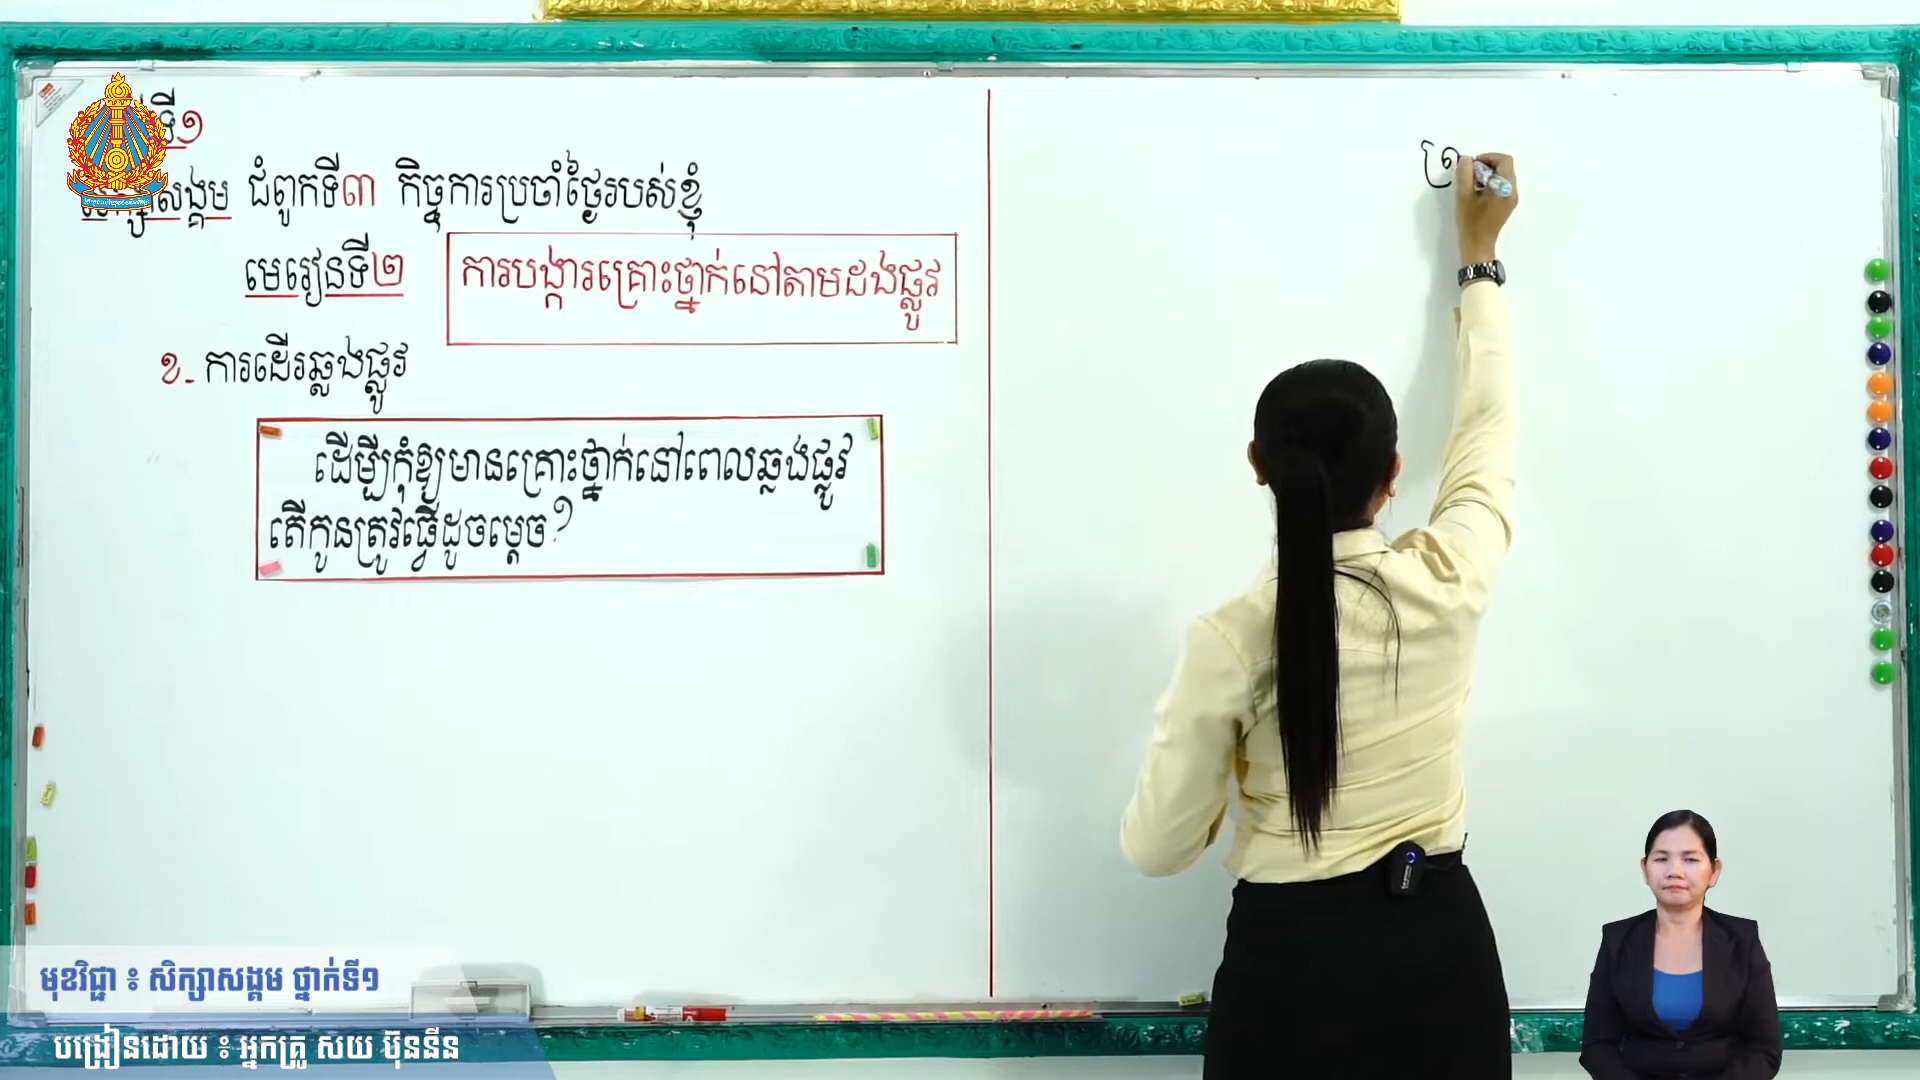 ទី១
សិក្សាសង្គម ជំពូកទី៣ កិច្ចការប្រចាំថ្ងៃរបស់ខ្ញុំ
មេរៀនទី២ ការបង្ការគ្រោះថ្នាក់នៅតាមដងផ្លូវ
ខ. ការដើរឆ្លងផ្លូវ
ដើម្បីកុំឱ្យមានគ្រោះថ្នាក់នៅពេលឆ្លងផ្លូវ
តើកូនត្រូវធ្វើដូចម្ដេច?
មុខវិជ្ជា ៖ សិក្សាសង្គម ថ្នាក់ទី១
បង្រៀនដោយ ៖ អ្នកគ្រូ សយ ប៊ុននីន